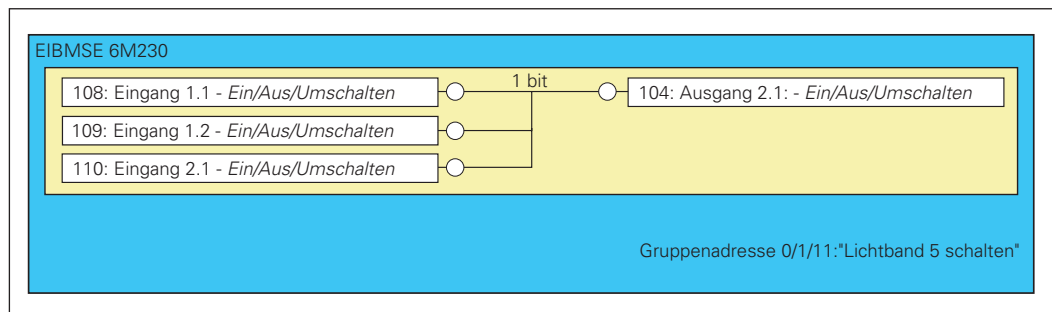 EIBMSE 6M230
108: Eingang 1.1 - Ein/Aus/Umschalten
1 bit
104: Ausgang 2.1: - Ein/Aus/Umschalten
109: Eingang 1.2 - Ein/Aus/Umschalten
110: Eingang 2.1 - Ein/Aus/Umschalten
Gruppenadresse 0/1/11:"Lichtband 5 schalten"